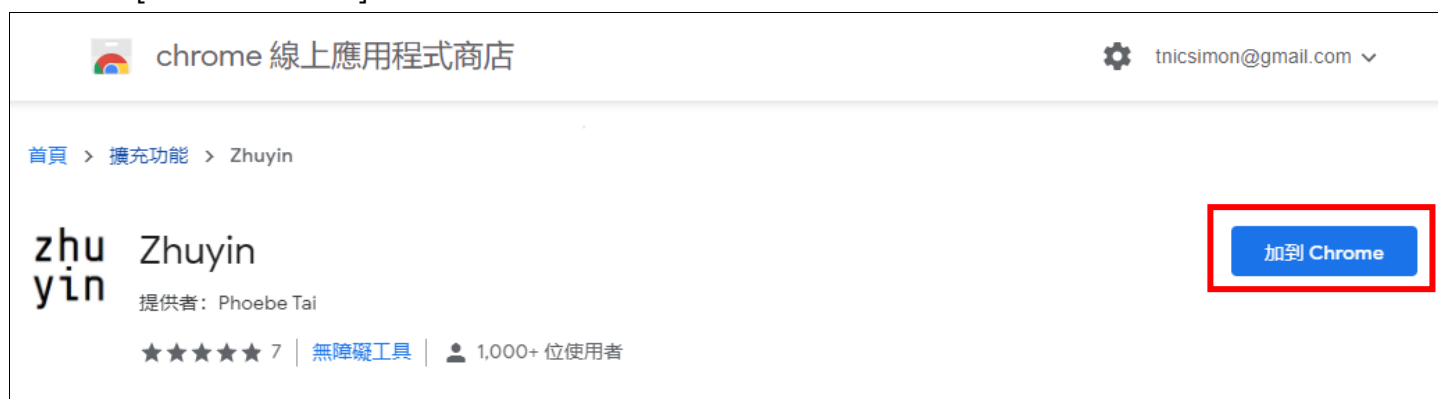 chrome 線上應用程式商店
tnicsimon@gmail.com
首頁 > 擴充功能 > Zhuyin
zhu
yin
Zhuyin
加到 Chrome
提供者： Phoebe Tai
7
無障礙工具
1,000+ 位使用者